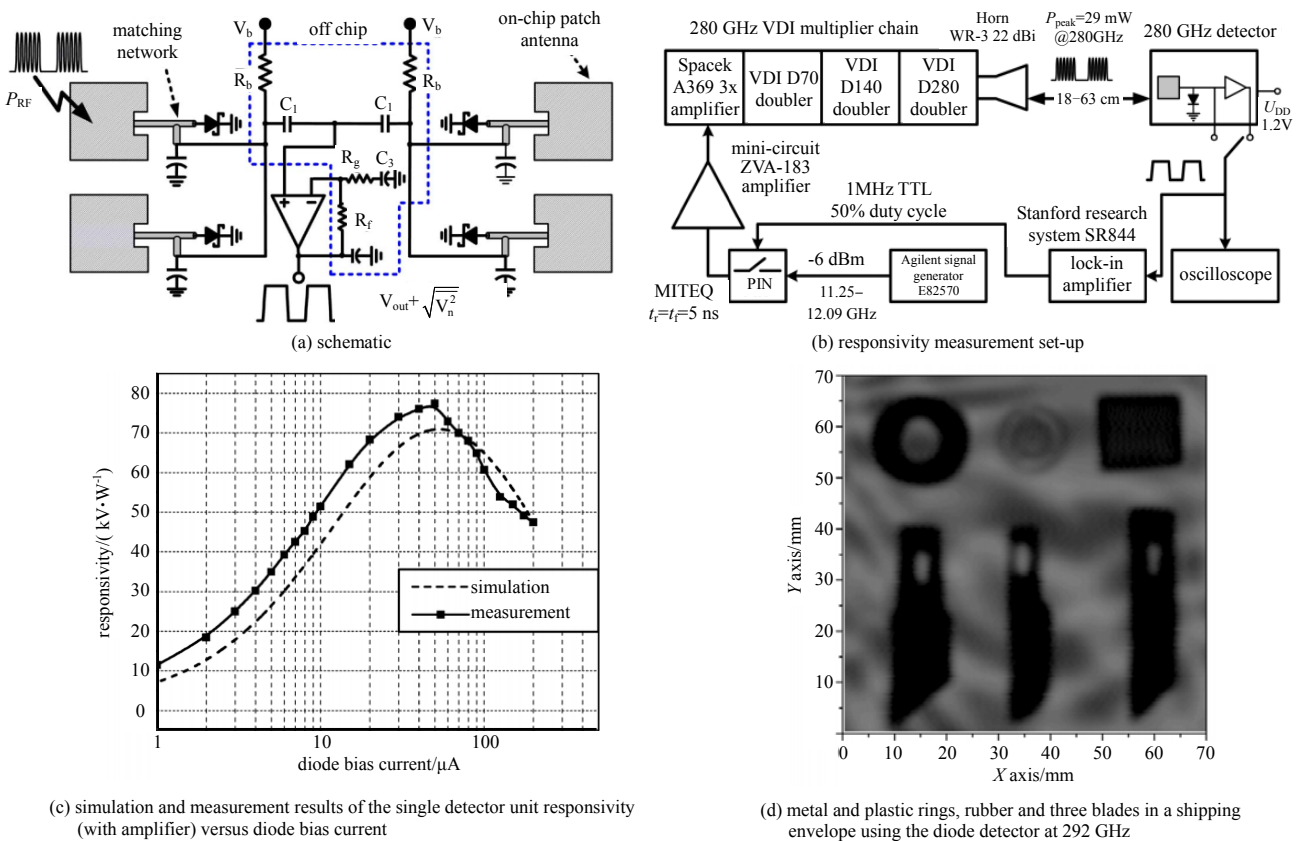 V_b
off chip
V_b
on-chip patch
antenna
matching
network
R_b
R_b
C_1
C_1
P_RF
R_g
C_3
+ −
R_f
V_out + √V_n²
(a) schematic
280 GHz VDI multiplier chain
Horn
WR-3 22 dBi
P_peak=29 mW
@280GHz
280 GHz detector
Spacek
A369 3x
amplifier
VDI D70
doubler
VDI
D140
doubler
VDI
D280
doubler
18−63 cm
U_DD
1.2V
mini-circuit
ZVA-183
amplifier
1MHz TTL
50% duty cycle
Stanford research
system SR844
PIN
-6 dBm
11.25−
12.09 GHz
Agilent signal
generator
E82570
lock-in
amplifier
oscilloscope
MITEQ
t_r=t_f=5 ns
(b) responsivity measurement set-up
responsivity/( kV·W⁻¹)
80
70
60
50
40
30
20
10
0
1
10
100
diode bias current/μA
simulation
measurement
(c) simulation and measurement results of the single detector unit responsivity
(with amplifier) versus diode bias current
Y axis/mm
70
60
50
40
30
20
10
0
10
20
30
40
50
60
70
X axis/mm
(d) metal and plastic rings, rubber and three blades in a shipping
envelope using the diode detector at 292 GHz